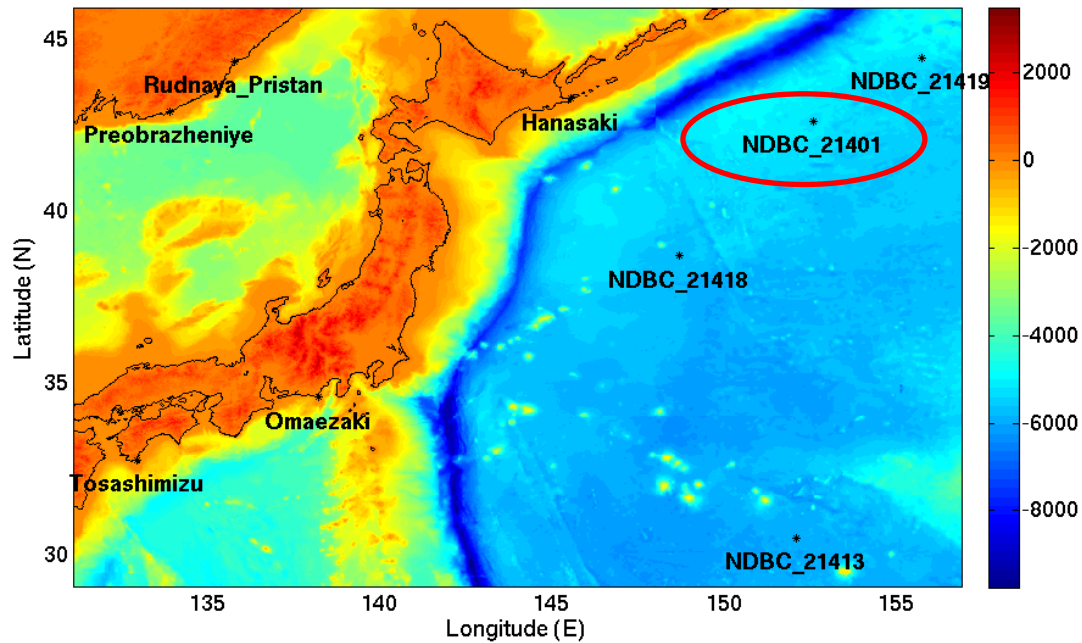 45
40
35
30
Latitude (N)
Rudnaya_Pristan
Preobrazheniye
Hanasaki
NDBC_21419
NDBC_21401
NDBC_21418
Omaezaki
Tosashimizu
NDBC_21413
135
140
145
150
155
Longitude (E)
2000
0
-2000
-4000
-6000
-8000